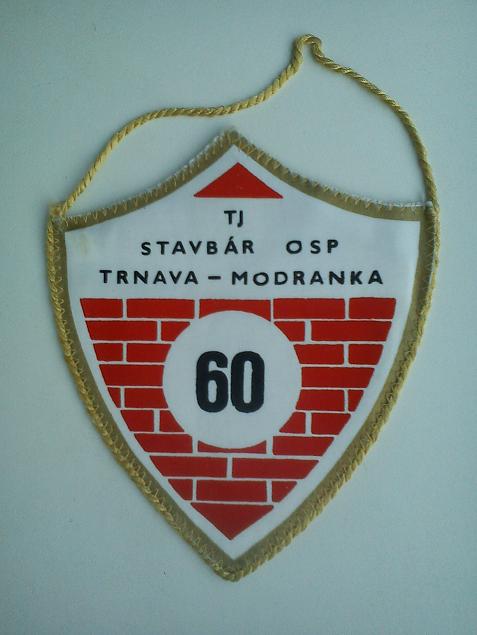 TJ
STAVBÁR OSP
TRNAVA – MODRANKA
60